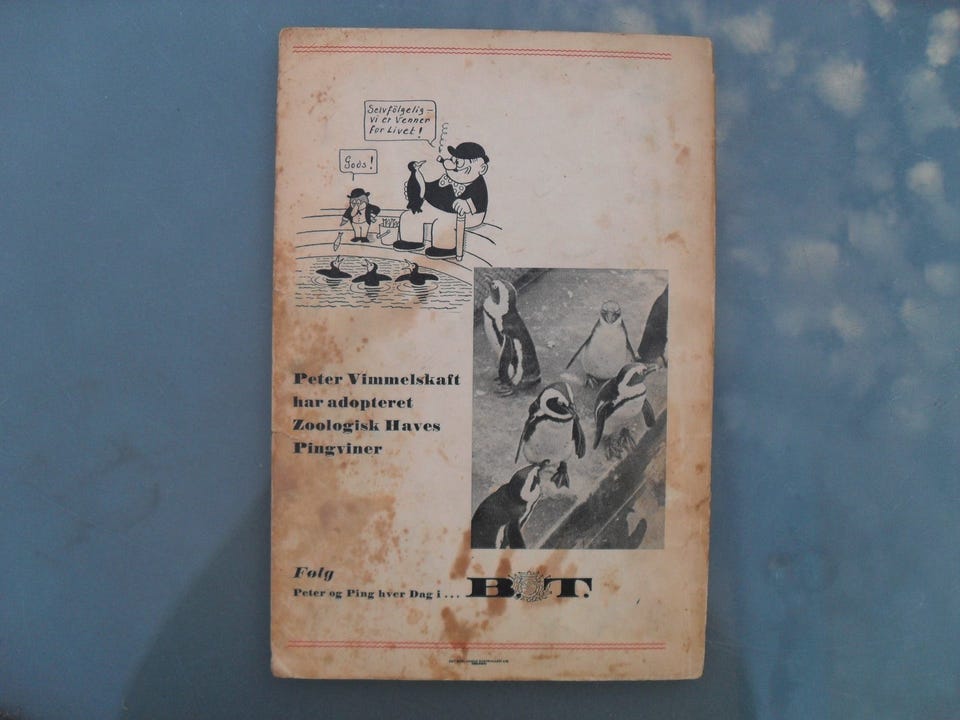 Selvfölgelig —
vi er Venner
for Livet!
Gods!
Peter Vimmelskaft
har adopteret
Zoologisk Haves
Pingviner
Følg
Peter og Ping hver Dag i ... B.T.